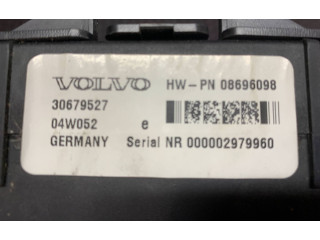 VOLVO HW-PN 08696098
30679527
04W052 e
GERMANY Serial NR 000002979960